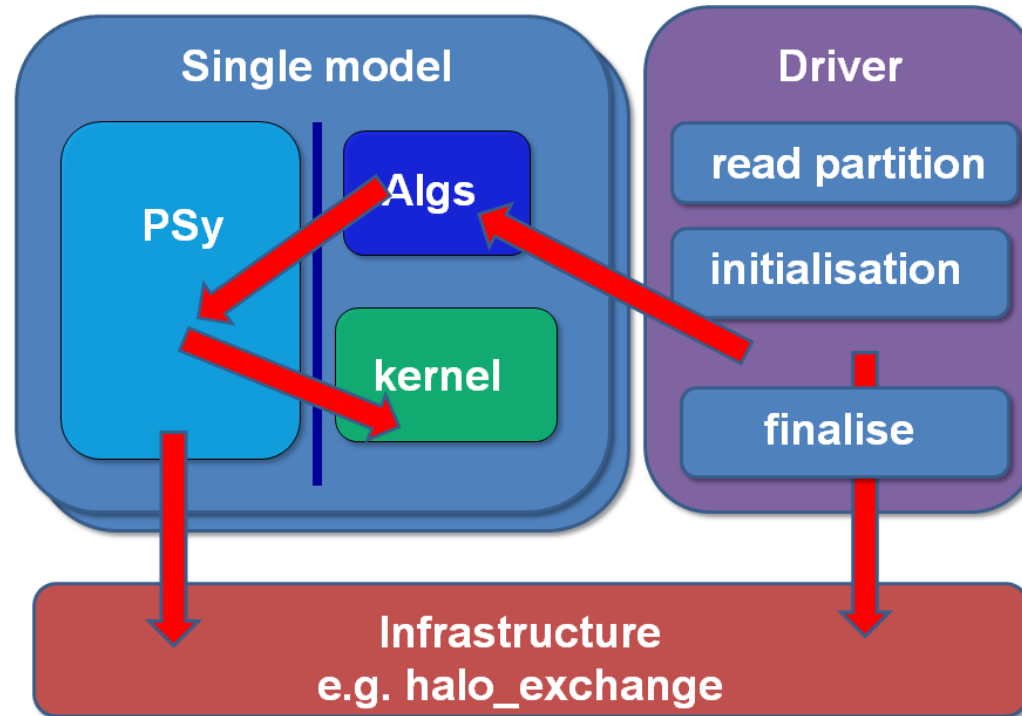 Single model
PSy
Algs
kernel
Driver
read partition
initialisation
finalise
Infrastructure
e.g. halo_exchange